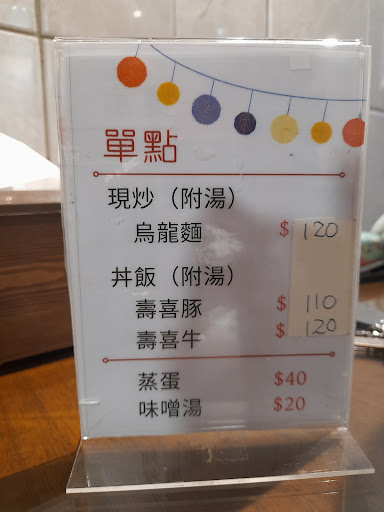 單點
現炒（附湯）
烏龍麵 $ 120
丼飯（附湯）
壽喜豚 $ 110
壽喜牛 $ 120
蒸蛋 $40
味噌湯 $20